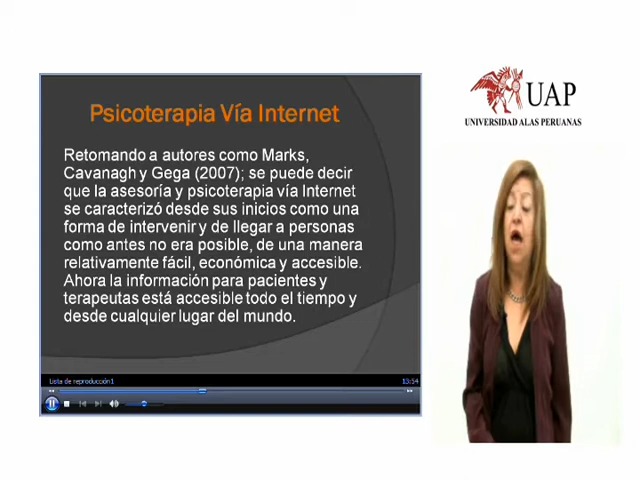 Psicoterapia Vía Internet
Retomando a autores como Marks,
Cavanagh y Gega (2007); se puede decir
que la asesoría y psicoterapia vía Internet
se caracterizó desde sus inicios como una
forma de intervenir y de llegar a personas
como antes no era posible, de una manera
relativamente fácil, económica y accesible.
Ahora la información para pacientes y
terapeutas está accesible todo el tiempo y
desde cualquier lugar del mundo.
Lista de reproducción1
13:54
UAP
UNIVERSIDAD ALAS PERUANAS